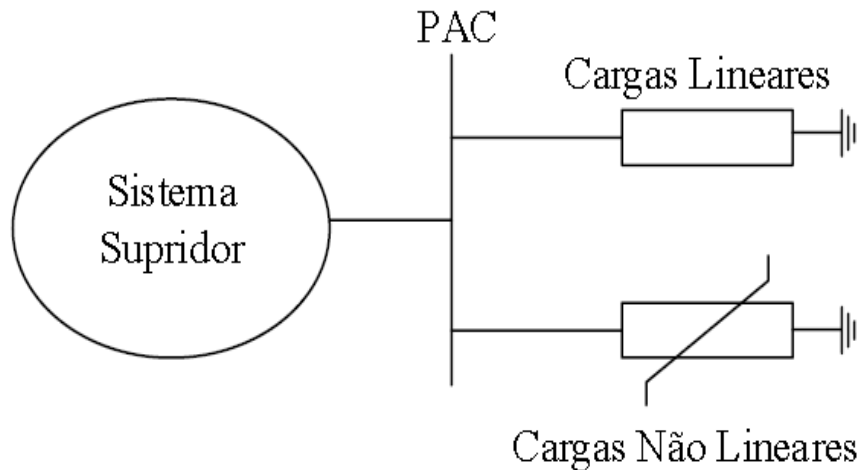 PAC
Cargas Lineares
Sistema
Supridor
Cargas Não Lineares